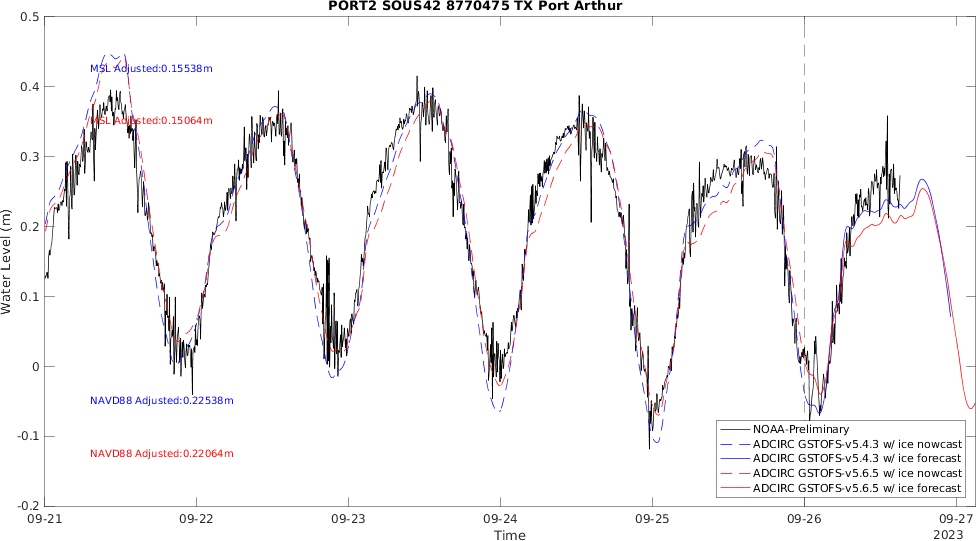 PORT2 SOUS42 8770475 TX Port Arthur
0.5
0.4
0.3
0.2
0.1
0
-0.1
-0.2
Water Level (m)
MSL Adjusted:0.15538m
MSL Adjusted:0.15064m
NAVD88 Adjusted:0.22538m
NAVD88 Adjusted:0.22064m
NOAA-Preliminary
ADCIRC GSTOFS-v5.4.3 w/ ice nowcast
ADCIRC GSTOFS-v5.4.3 w/ ice forecast
ADCIRC GSTOFS-v5.6.5 w/ ice nowcast
ADCIRC GSTOFS-v5.6.5 w/ ice forecast
09-21 09-22 09-23 09-24 09-25 09-26 09-27
Time
2023